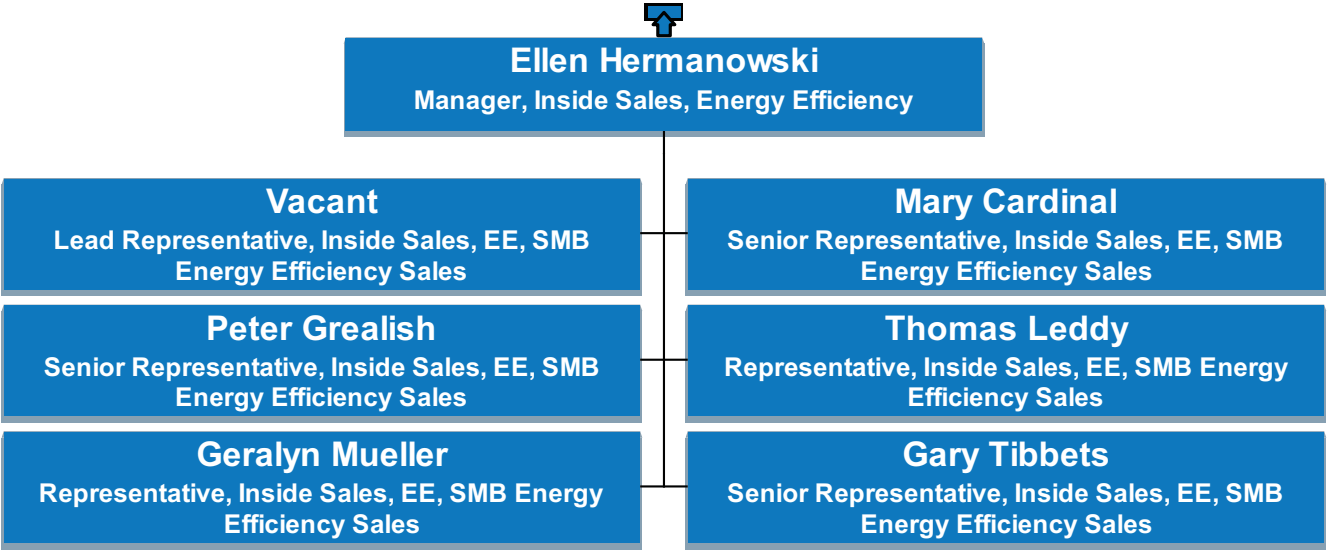 Ellen Hermanowski
Manager, Inside Sales, Energy Efficiency
Vacant
Lead Representative, Inside Sales, EE, SMB
Energy Efficiency Sales
Mary Cardinal
Senior Representative, Inside Sales, EE, SMB
Energy Efficiency Sales
Peter Grealish
Senior Representative, Inside Sales, EE, SMB
Energy Efficiency Sales
Thomas Leddy
Representative, Inside Sales, EE, SMB Energy
Efficiency Sales
Geralyn Mueller
Representative, Inside Sales, EE, SMB Energy
Efficiency Sales
Gary Tibbets
Senior Representative, Inside Sales, EE, SMB
Energy Efficiency Sales